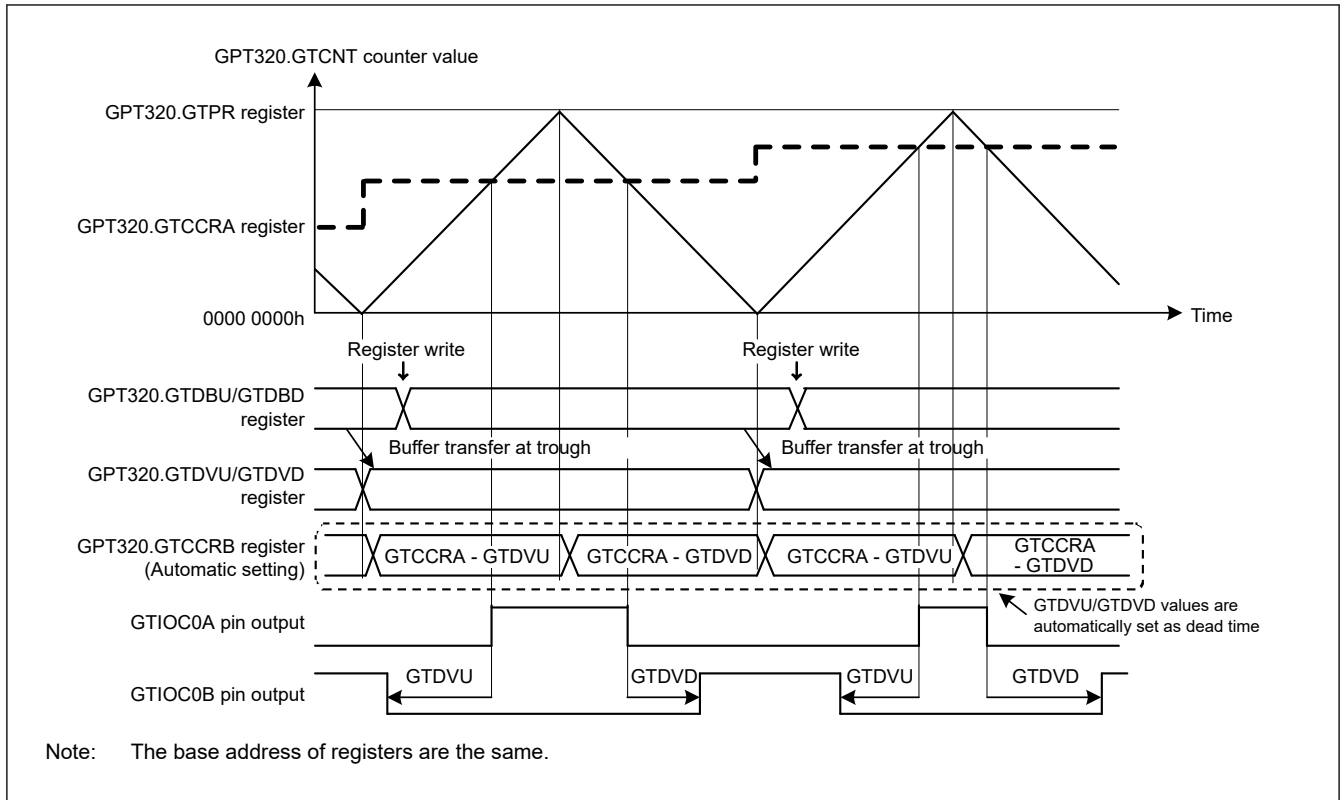 GPT320.GTCNT counter value
GPT320.GTPR register
GPT320.GTCCRA register
0000 0000h
Time
Register write
Register write
GPT320.GTDBU/GTDBD
register
Buffer transfer at trough
Buffer transfer at trough
GPT320.GTDVU/GTDVD
register
GPT320.GTCCRB register
(Automatic setting)
GTCCRA - GTDVU
GTCCRA - GTDVD
GTCCRA - GTDVU
GTCCRA
- GTDVD
GTDVU/GTDVD values are
automatically set as dead time
GTIOC0A pin output
GTIOC0B pin output
GTDVU
GTDVD
GTDVU
GTDVD
Note: The base address of registers are the same.